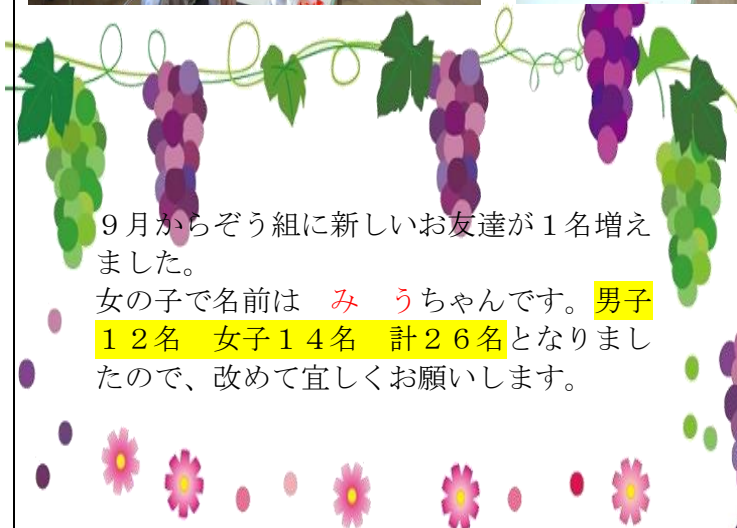 ９月からぞう組に新しいお友達が１名増え
ました。
女の子で名前は　み　うちゃんです。男子
１２名　女子１４名　計２６名となりまし
たので、改めて宜しくお願いします。